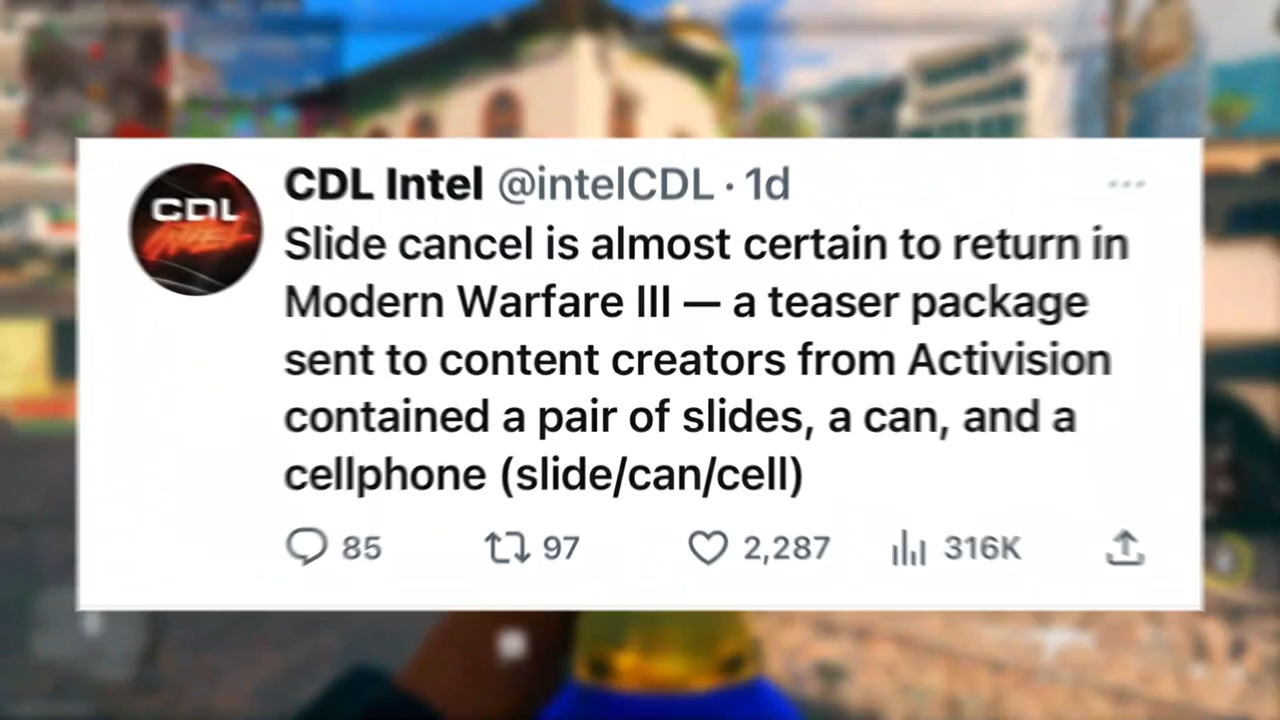 CDL Intel @intelCDL · 1d
CDL
INTEL
Slide cancel is almost certain to return in
Modern Warfare III — a teaser package
sent to content creators from Activision
contained a pair of slides, a can, and a
cellphone (slide/can/cell)
85 97 2,287 316K